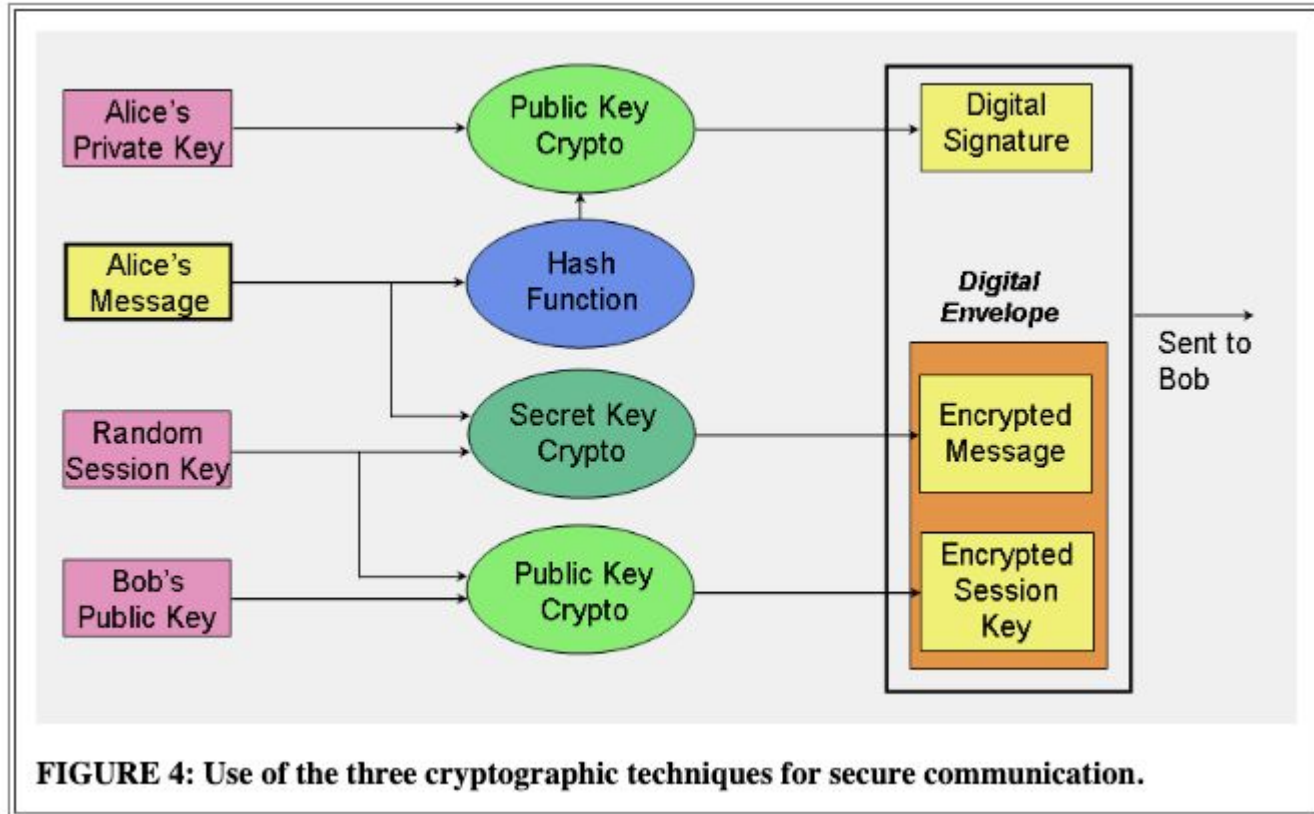 Alice's
Private Key
Public Key
Crypto
Digital
Signature
Alice's
Message
Hash
Function
Digital
Envelope
Sent to
Bob
Random
Session Key
Secret Key
Crypto
Encrypted
Message
Bob's
Public Key
Public Key
Crypto
Encrypted
Session
Key
FIGURE 4: Use of the three cryptographic techniques for secure communication.